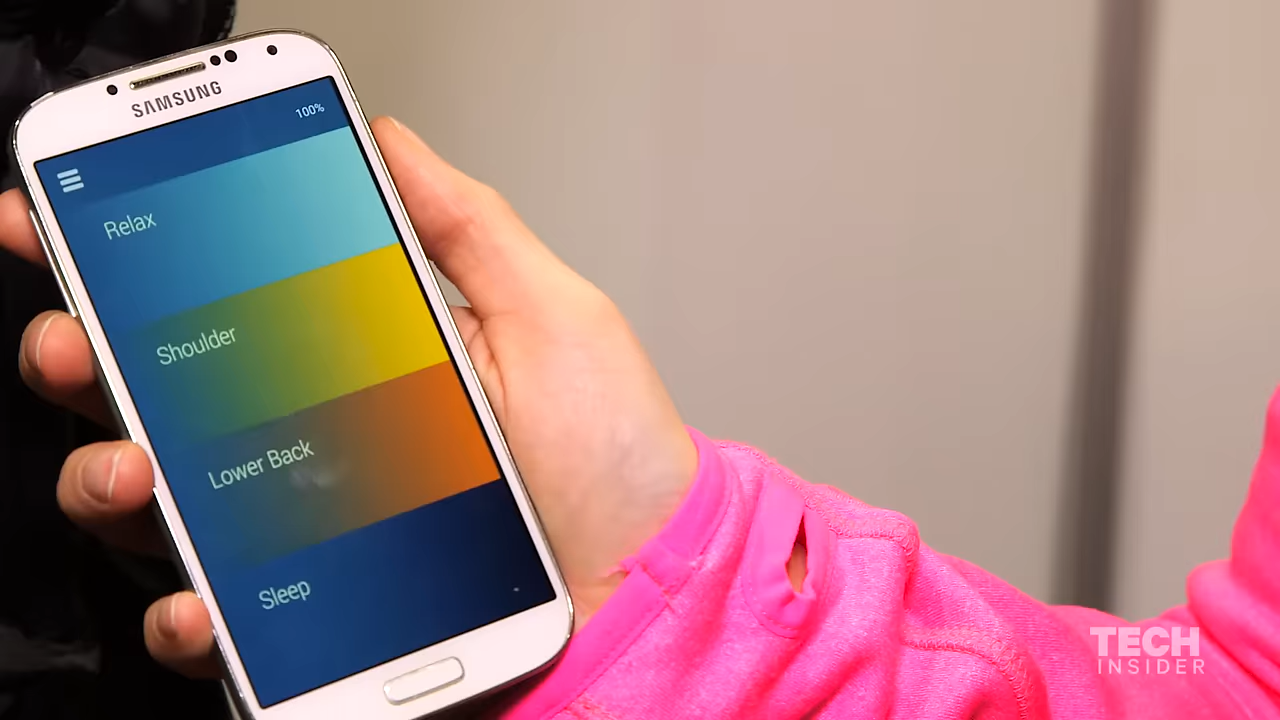 SAMSUNG
100%
Relax
Shoulder
Lower Back
Sleep
TECH
INSIDER